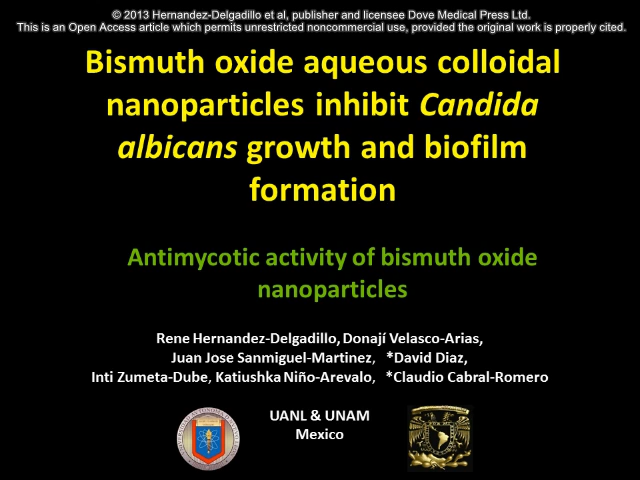 © 2013 Hernandez-Delgadillo et al, publisher and licensee Dove Medical Press Ltd.
This is an Open Access article which permits unrestricted noncommercial use, provided the original work is properly cited.
Bismuth oxide aqueous colloidal
nanoparticles inhibit Candida
albicans growth and biofilm
formation
Antimycotic activity of bismuth oxide
nanoparticles
Rene Hernandez-Delgadillo, Donají Velasco-Arias,
Juan Jose Sanmiguel-Martinez, *David Diaz,
Inti Zumeta-Dube, Katiushka Niño-Arevalo, *Claudio Cabral-Romero
UANL & UNAM
Mexico